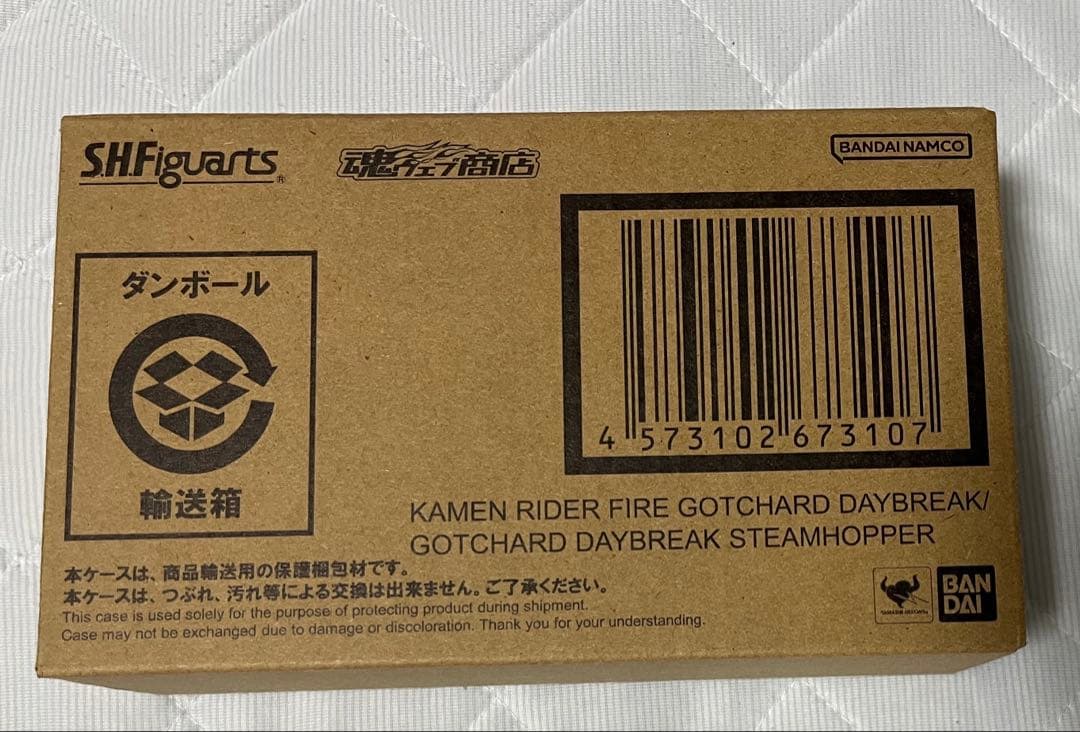 S.H.Figuarts®
魂ウェブ商店
BANDAI NAMCO
ダンボール
輸送箱
4 573102 673107
KAMEN RIDER FIRE GOTCHARD DAYBREAK/
GOTCHARD DAYBREAK STEAMHOPPER
本ケースは、商品輸送用の保護梱包材です。
本ケースは、つぶれ、汚れ等による交換は出来ません。ご了承ください。
This case is used solely for the purpose of protecting product during shipment.
Case may not be exchanged due to damage or discoloration. Thank you for your understanding.
BAN
DAI